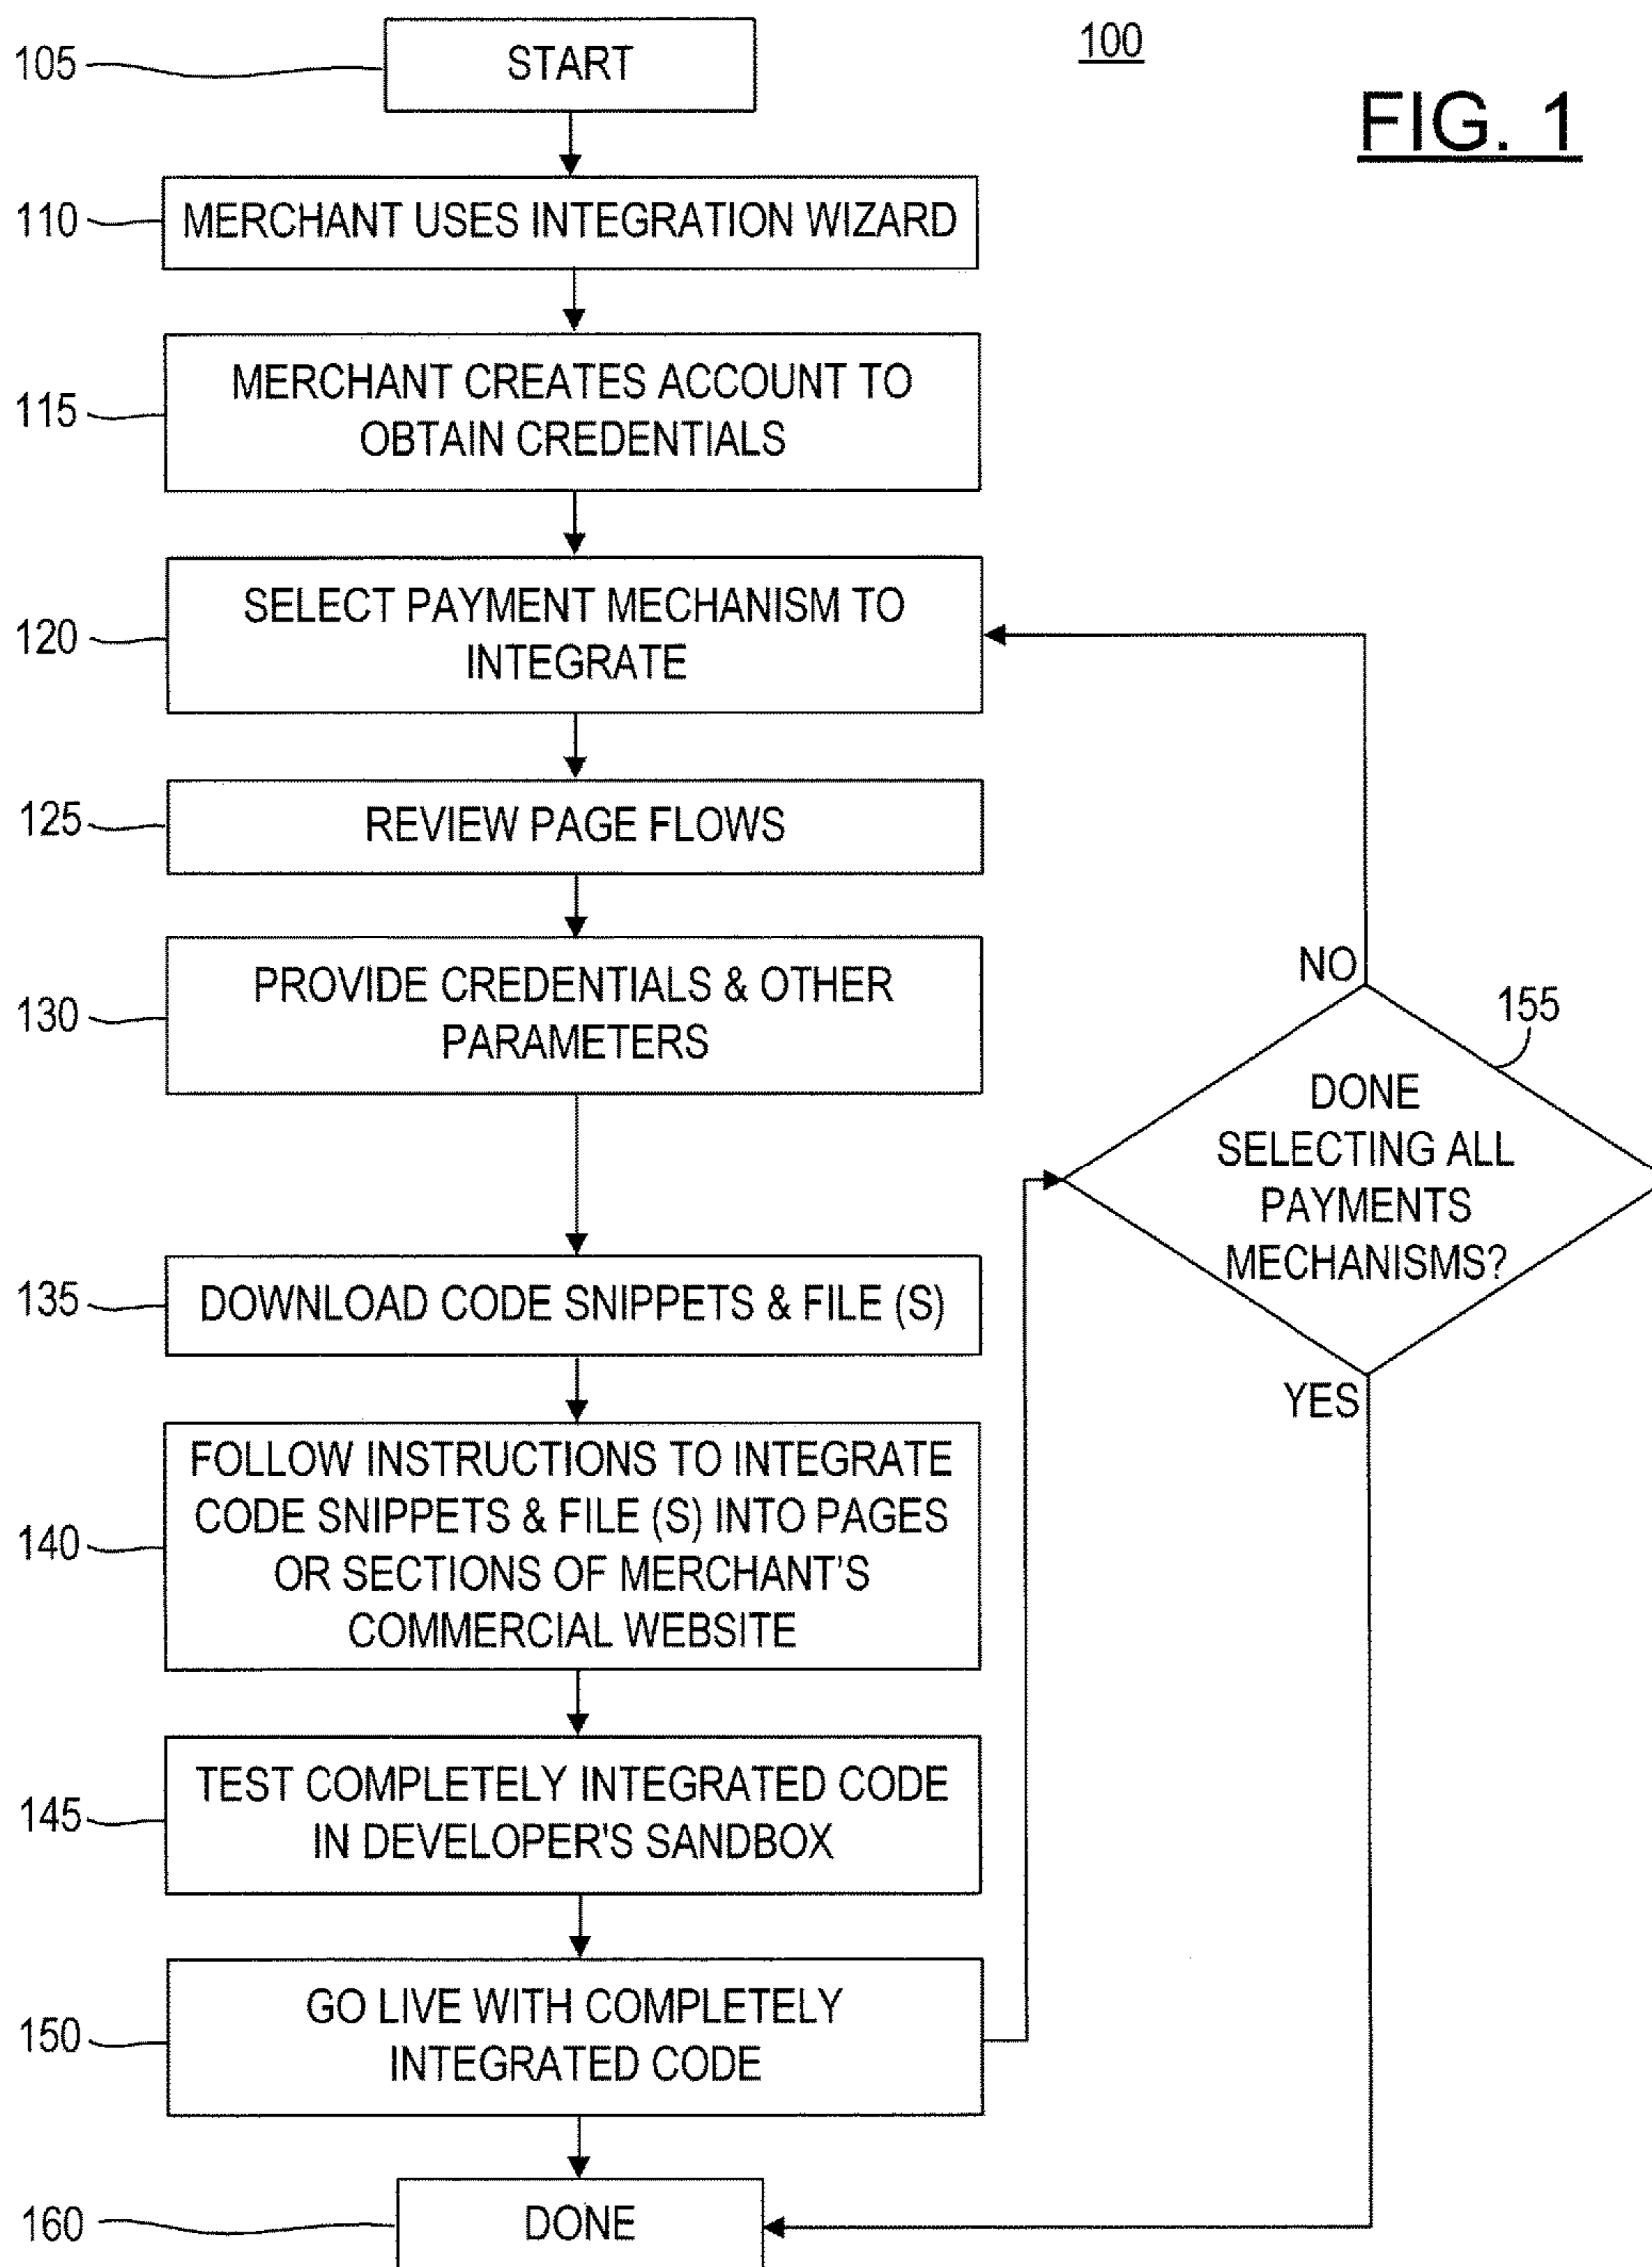 100
FIG. 1
105
START
110
MERCHANT USES INTEGRATION WIZARD
115
MERCHANT CREATES ACCOUNT TO
OBTAIN CREDENTIALS
120
SELECT PAYMENT MECHANISM TO
INTEGRATE
125
REVIEW PAGE FLOWS
130
PROVIDE CREDENTIALS & OTHER
PARAMETERS
135
DOWNLOAD CODE SNIPPETS & FILE (S)
140
FOLLOW INSTRUCTIONS TO INTEGRATE
CODE SNIPPETS & FILE (S) INTO PAGES
OR SECTIONS OF MERCHANT'S
COMMERCIAL WEBSITE
145
TEST COMPLETELY INTEGRATED CODE
IN DEVELOPER'S SANDBOX
150
GO LIVE WITH COMPLETELY
INTEGRATED CODE
NO
155
DONE
SELECTING ALL
PAYMENTS
MECHANISMS?
YES
160
DONE